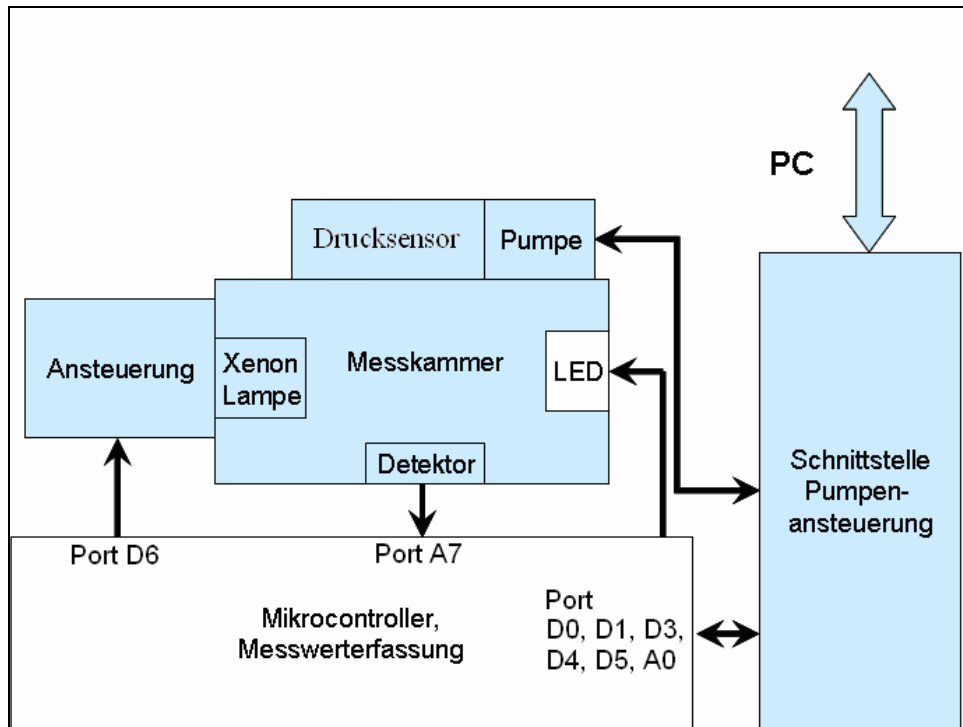 PC
Drucksensor
Pumpe
Ansteuerung
Xenon
Lampe
Messkammer
LED
Detektor
Schnittstelle
Pumpen-
ansteuerung
Port D6
Port A7
Mikrocontroller,
Messwerterfassung
Port
D0, D1, D3,
D4, D5, A0